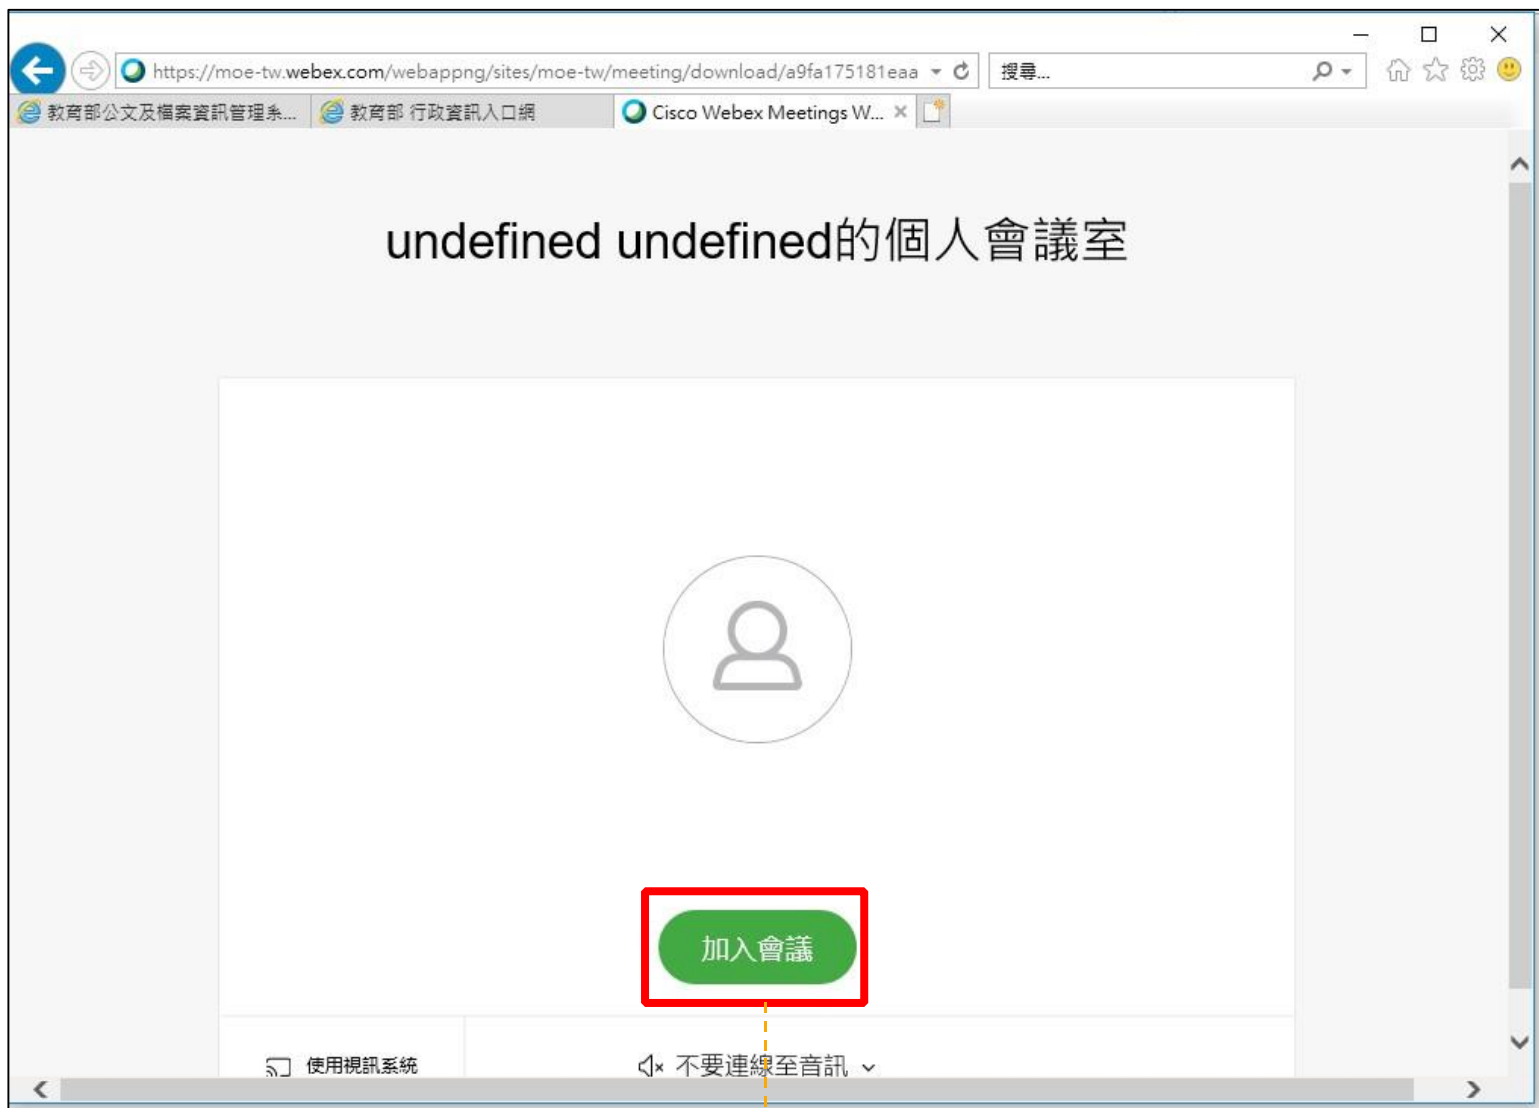 https://moe-tw.webex.com/webappng/sites/moe-tw/meeting/download/a9fa175181eaa
搜尋...
教育部公文及檔案資訊管理系...
教育部 行政資訊入口網
Cisco Webex Meetings W...
undefined undefined的個人會議室
加入會議
使用視訊系統
不要連線至音訊